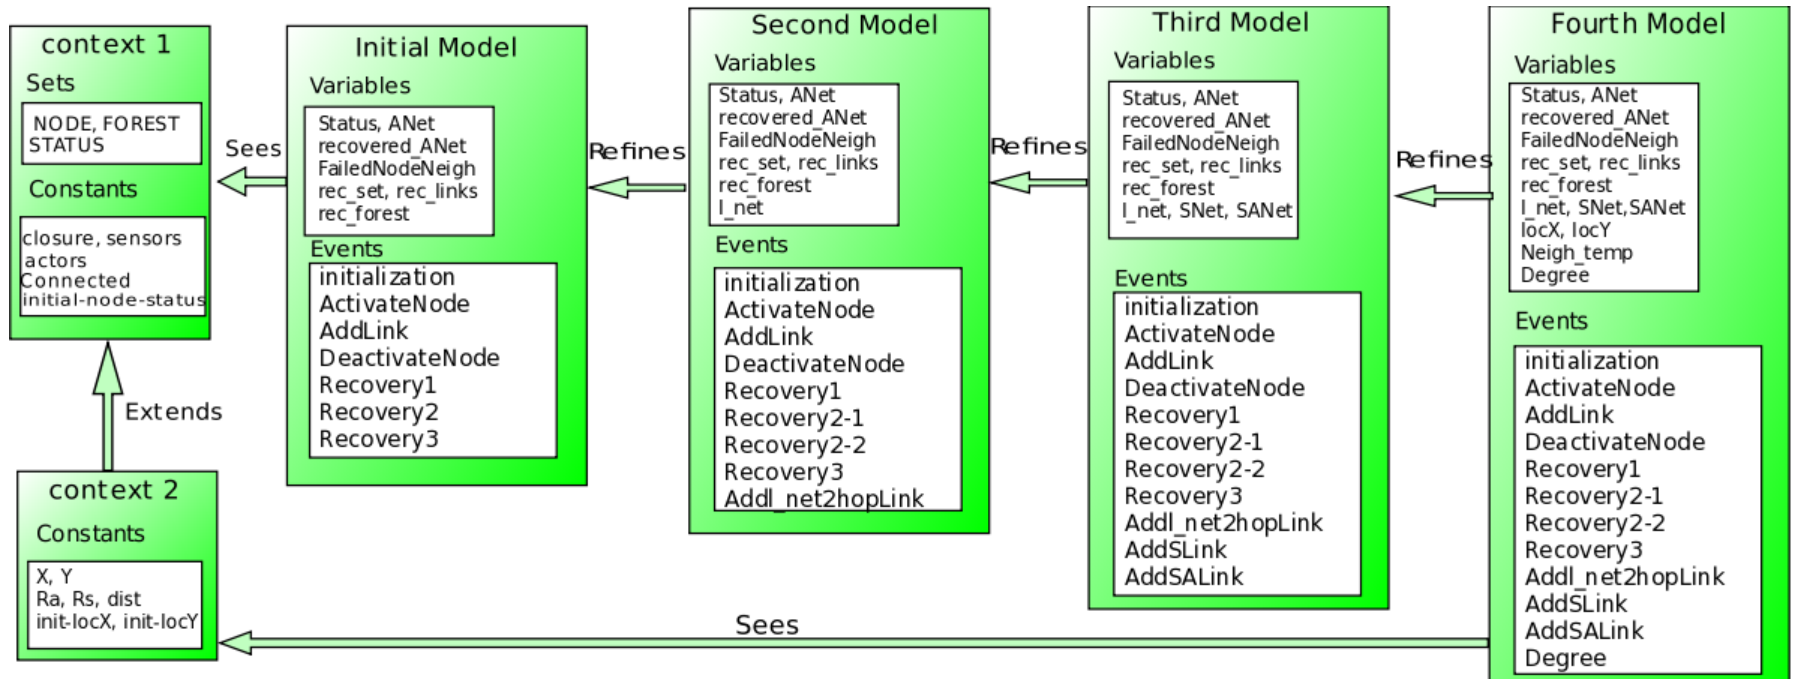 context 1
Sets
NODE, FOREST
STATUS
Constants
closure, sensors
actors
Connected
initial-node-status
Extends
context 2
Constants
X, Y
Ra, Rs, dist
init-locX, init-locY
Sees
Initial Model
Variables
Status, ANet
recovered_ANet
FailedNodeNeigh
rec_set, rec_links
rec_forest
Events
initialization
ActivateNode
AddLink
DeactivateNode
Recovery1
Recovery2
Recovery3
Refines
Second Model
Variables
Status, ANet
recovered_ANet
FailedNodeNeigh
rec_set, rec_links
rec_forest
l_net
Events
initialization
ActivateNode
AddLink
DeactivateNode
Recovery1
Recovery2-1
Recovery2-2
Recovery3
Addl_net2hopLink
Refines
Third Model
Variables
Status, ANet
recovered_ANet
FailedNodeNeigh
rec_set, rec_links
rec_forest
l_net, SNet, SANet
Events
initialization
ActivateNode
AddLink
DeactivateNode
Recovery1
Recovery2-1
Recovery2-2
Recovery3
Addl_net2hopLink
AddSLink
AddSALink
Refines
Fourth Model
Variables
Status, ANet
recovered_ANet
FailedNodeNeigh
rec_set, rec_links
rec_forest
l_net, SNet,SANet
locX, locY
Neigh_temp
Degree
Events
initialization
ActivateNode
AddLink
DeactivateNode
Recovery1
Recovery2-1
Recovery2-2
Recovery3
Addl_net2hopLink
AddSLink
AddSALink
Degree
Sees